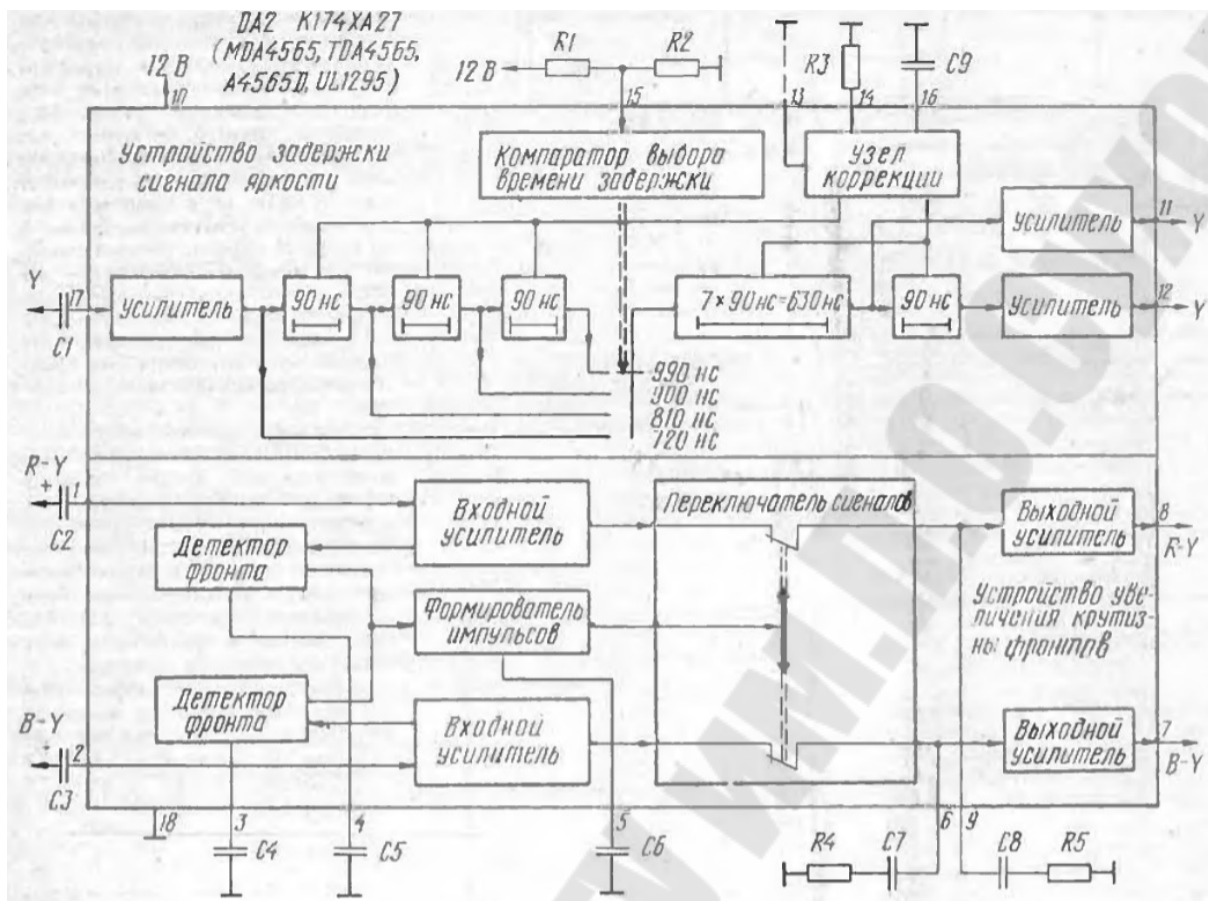 DA2 К174ХА27
(MDA4565, TDA4565,
A4565D, UL1295)
12 В
10
R1
R2
12 В
15
13
R3
14
16
C9
Устройство задержки
сигнала яркости
Компаратор выбора
времени задержки
Узел
коррекции
Y
17
C1
Усилитель
90 нс
90 нс
90 нс
7 × 90 нс=630 нс
90 нс
Усилитель
11
Y
Усилитель
12
Y
990 нс
900 нс
810 нс
720 нс
R-Y
+
1
C2
Входной
усилитель
Переключатель сигналов
Выходной
усилитель
8
R-Y
Детектор
фронта
Формирователь
импульсов
Устройство уве-
личения крутиз-
ны фронтов
Детектор
фронта
B-Y
+
2
C3
Входной
усилитель
Выходной
усилитель
7
B-Y
18
3
4
5
6
9
C4
C5
C6
R4
C7
C8
R5